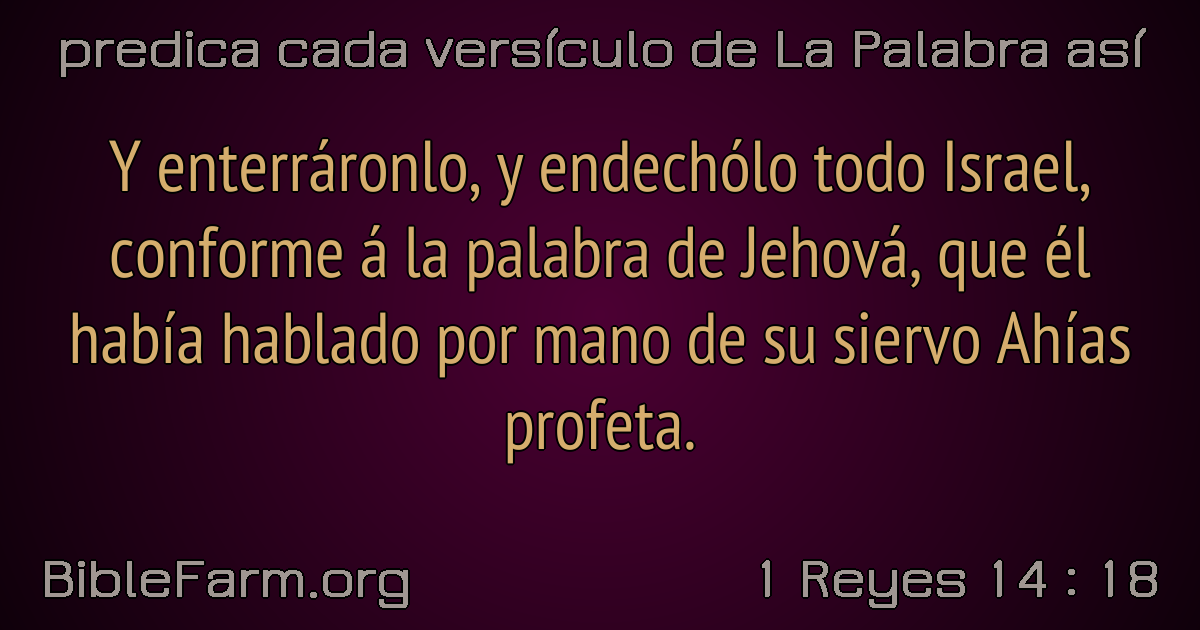 predica cada versículo de La Palabra así
Y enterráronlo, y endechólo todo Israel,
conforme á la palabra de Jehová, que él
había hablado por mano de su siervo Ahías
profeta.
BibleFarm.org
1 Reyes 14 : 18